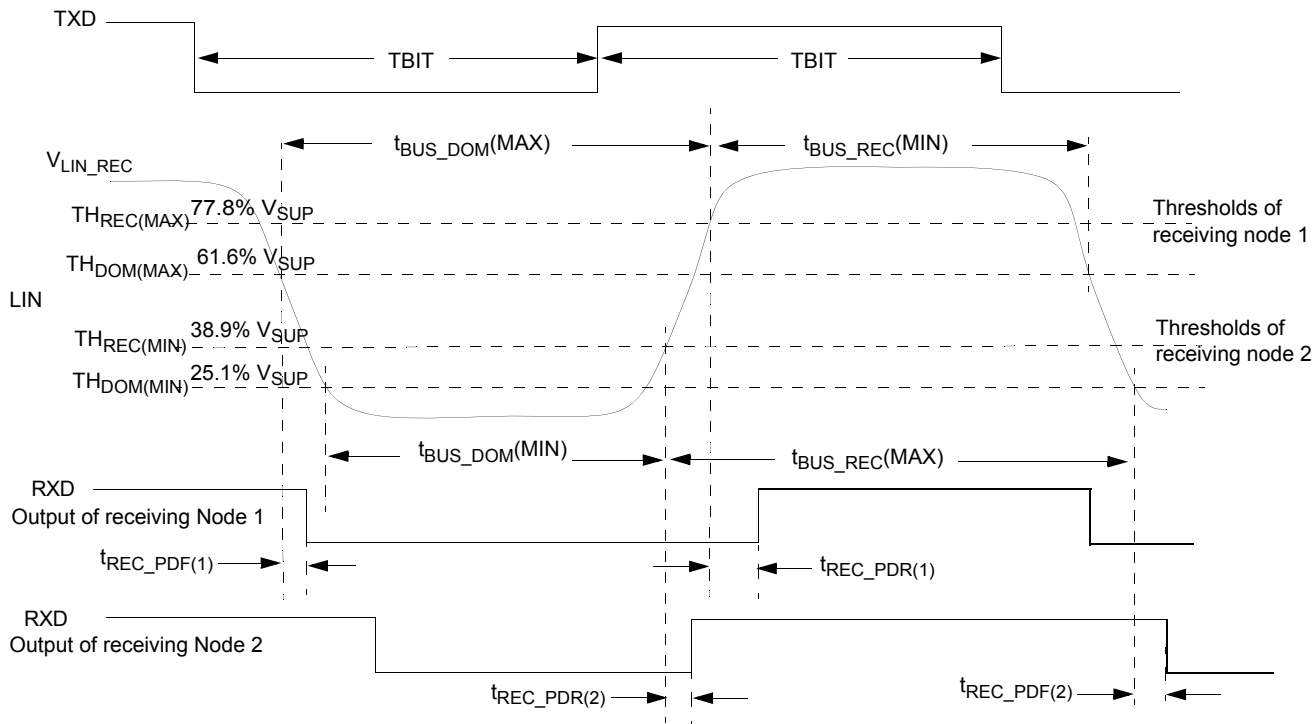 TXD
TBIT TBIT
tBUS_DOM(MAX) tBUS_REC(MIN)
VLIN_REC
THREC(MAX) 77.8% VSUP
Thresholds of
receiving node 1
THDOM(MAX) 61.6% VSUP
LIN
THREC(MIN) 38.9% VSUP
Thresholds of
receiving node 2
THDOM(MIN) 25.1% VSUP
tBUS_DOM(MIN) tBUS_REC(MAX)
RXD
Output of receiving Node 1
tREC_PDF(1) tREC_PDR(1)
RXD
Output of receiving Node 2
tREC_PDR(2) tREC_PDF(2)